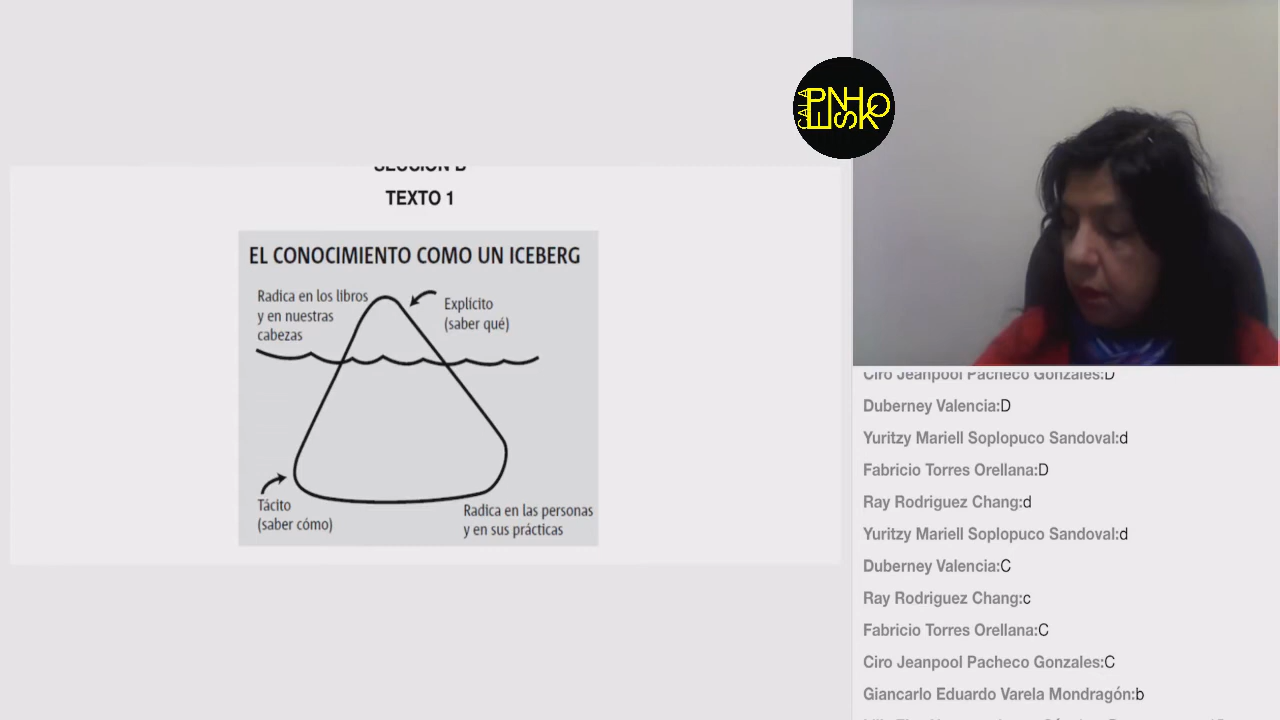 SECCIÓN B
TEXTO 1
EL CONOCIMIENTO COMO UN ICEBERG
Radica en los libros
y en nuestras
cabezas
Explícito
(saber qué)
Tácito
(saber cómo)
Radica en las personas
y en sus prácticas
CALA
PENHOESK
Ciro Jeanpool Pacheco Gonzales:D
Duberney Valencia:D
Yuritzy Mariell Soplopuco Sandoval:d
Fabricio Torres Orellana:D
Ray Rodriguez Chang:d
Yuritzy Mariell Soplopuco Sandoval:d
Duberney Valencia:C
Ray Rodriguez Chang:c
Fabricio Torres Orellana:C
Ciro Jeanpool Pacheco Gonzales:C
Giancarlo Eduardo Varela Mondragón:b